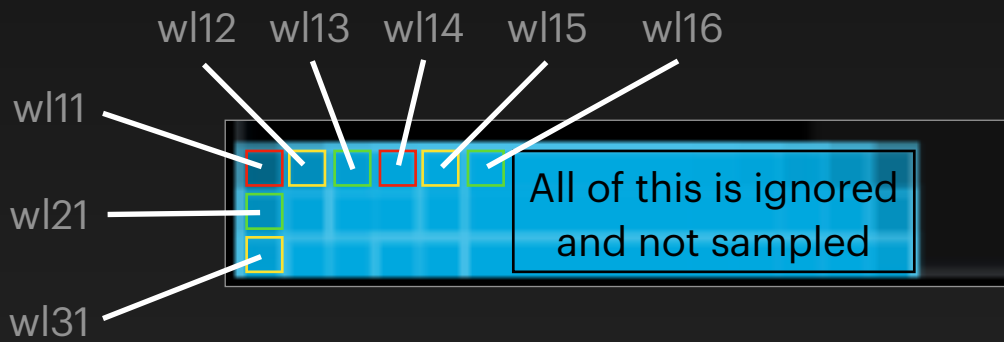 wl12 wl13 wl14 wl15 wl16
wl11
All of this is ignored
and not sampled
wl21
wl31